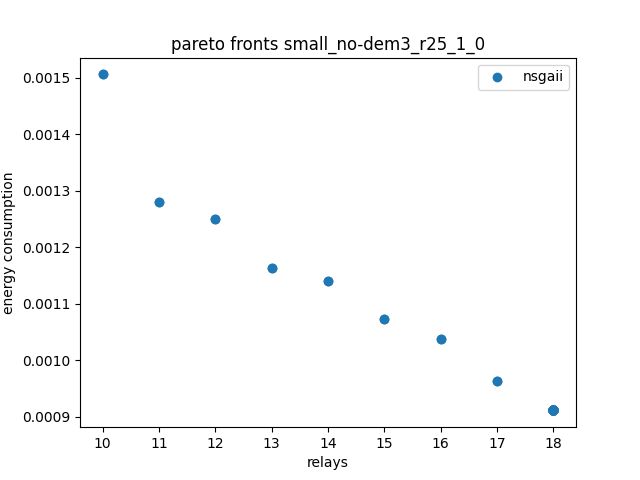 pareto fronts small_no-dem3_r25_1_0
nsgaii
0.0015
0.0014
0.0013
0.0012
0.0011
0.0010
0.0009
energy consumption
10 11 12 13 14 15 16 17 18
relays